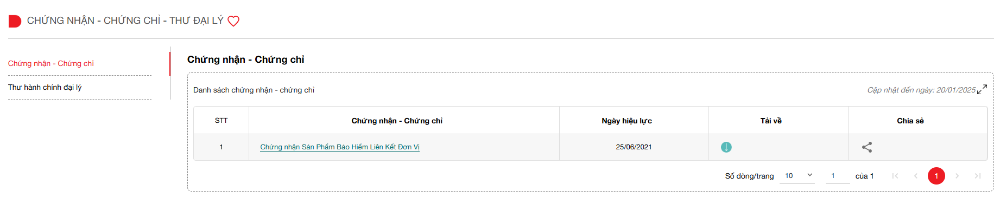 CHỨNG NHẬN - CHỨNG CHỈ - THƯ ĐẠI LÝ
Chứng nhận - Chứng chỉ
Thư hành chính đại lý
Chứng nhận - Chứng chỉ
Danh sách chứng nhận - chứng chỉ
Cập nhật đến ngày: 20/01/2025
STT Chứng nhận - Chứng chỉ Ngày hiệu lực Tải về Chia sẻ
1 Chứng nhận Sản Phẩm Bảo Hiểm Liên Kết Đơn Vị 25/06/2021
Số dòng/trang 10 1 của 1 1